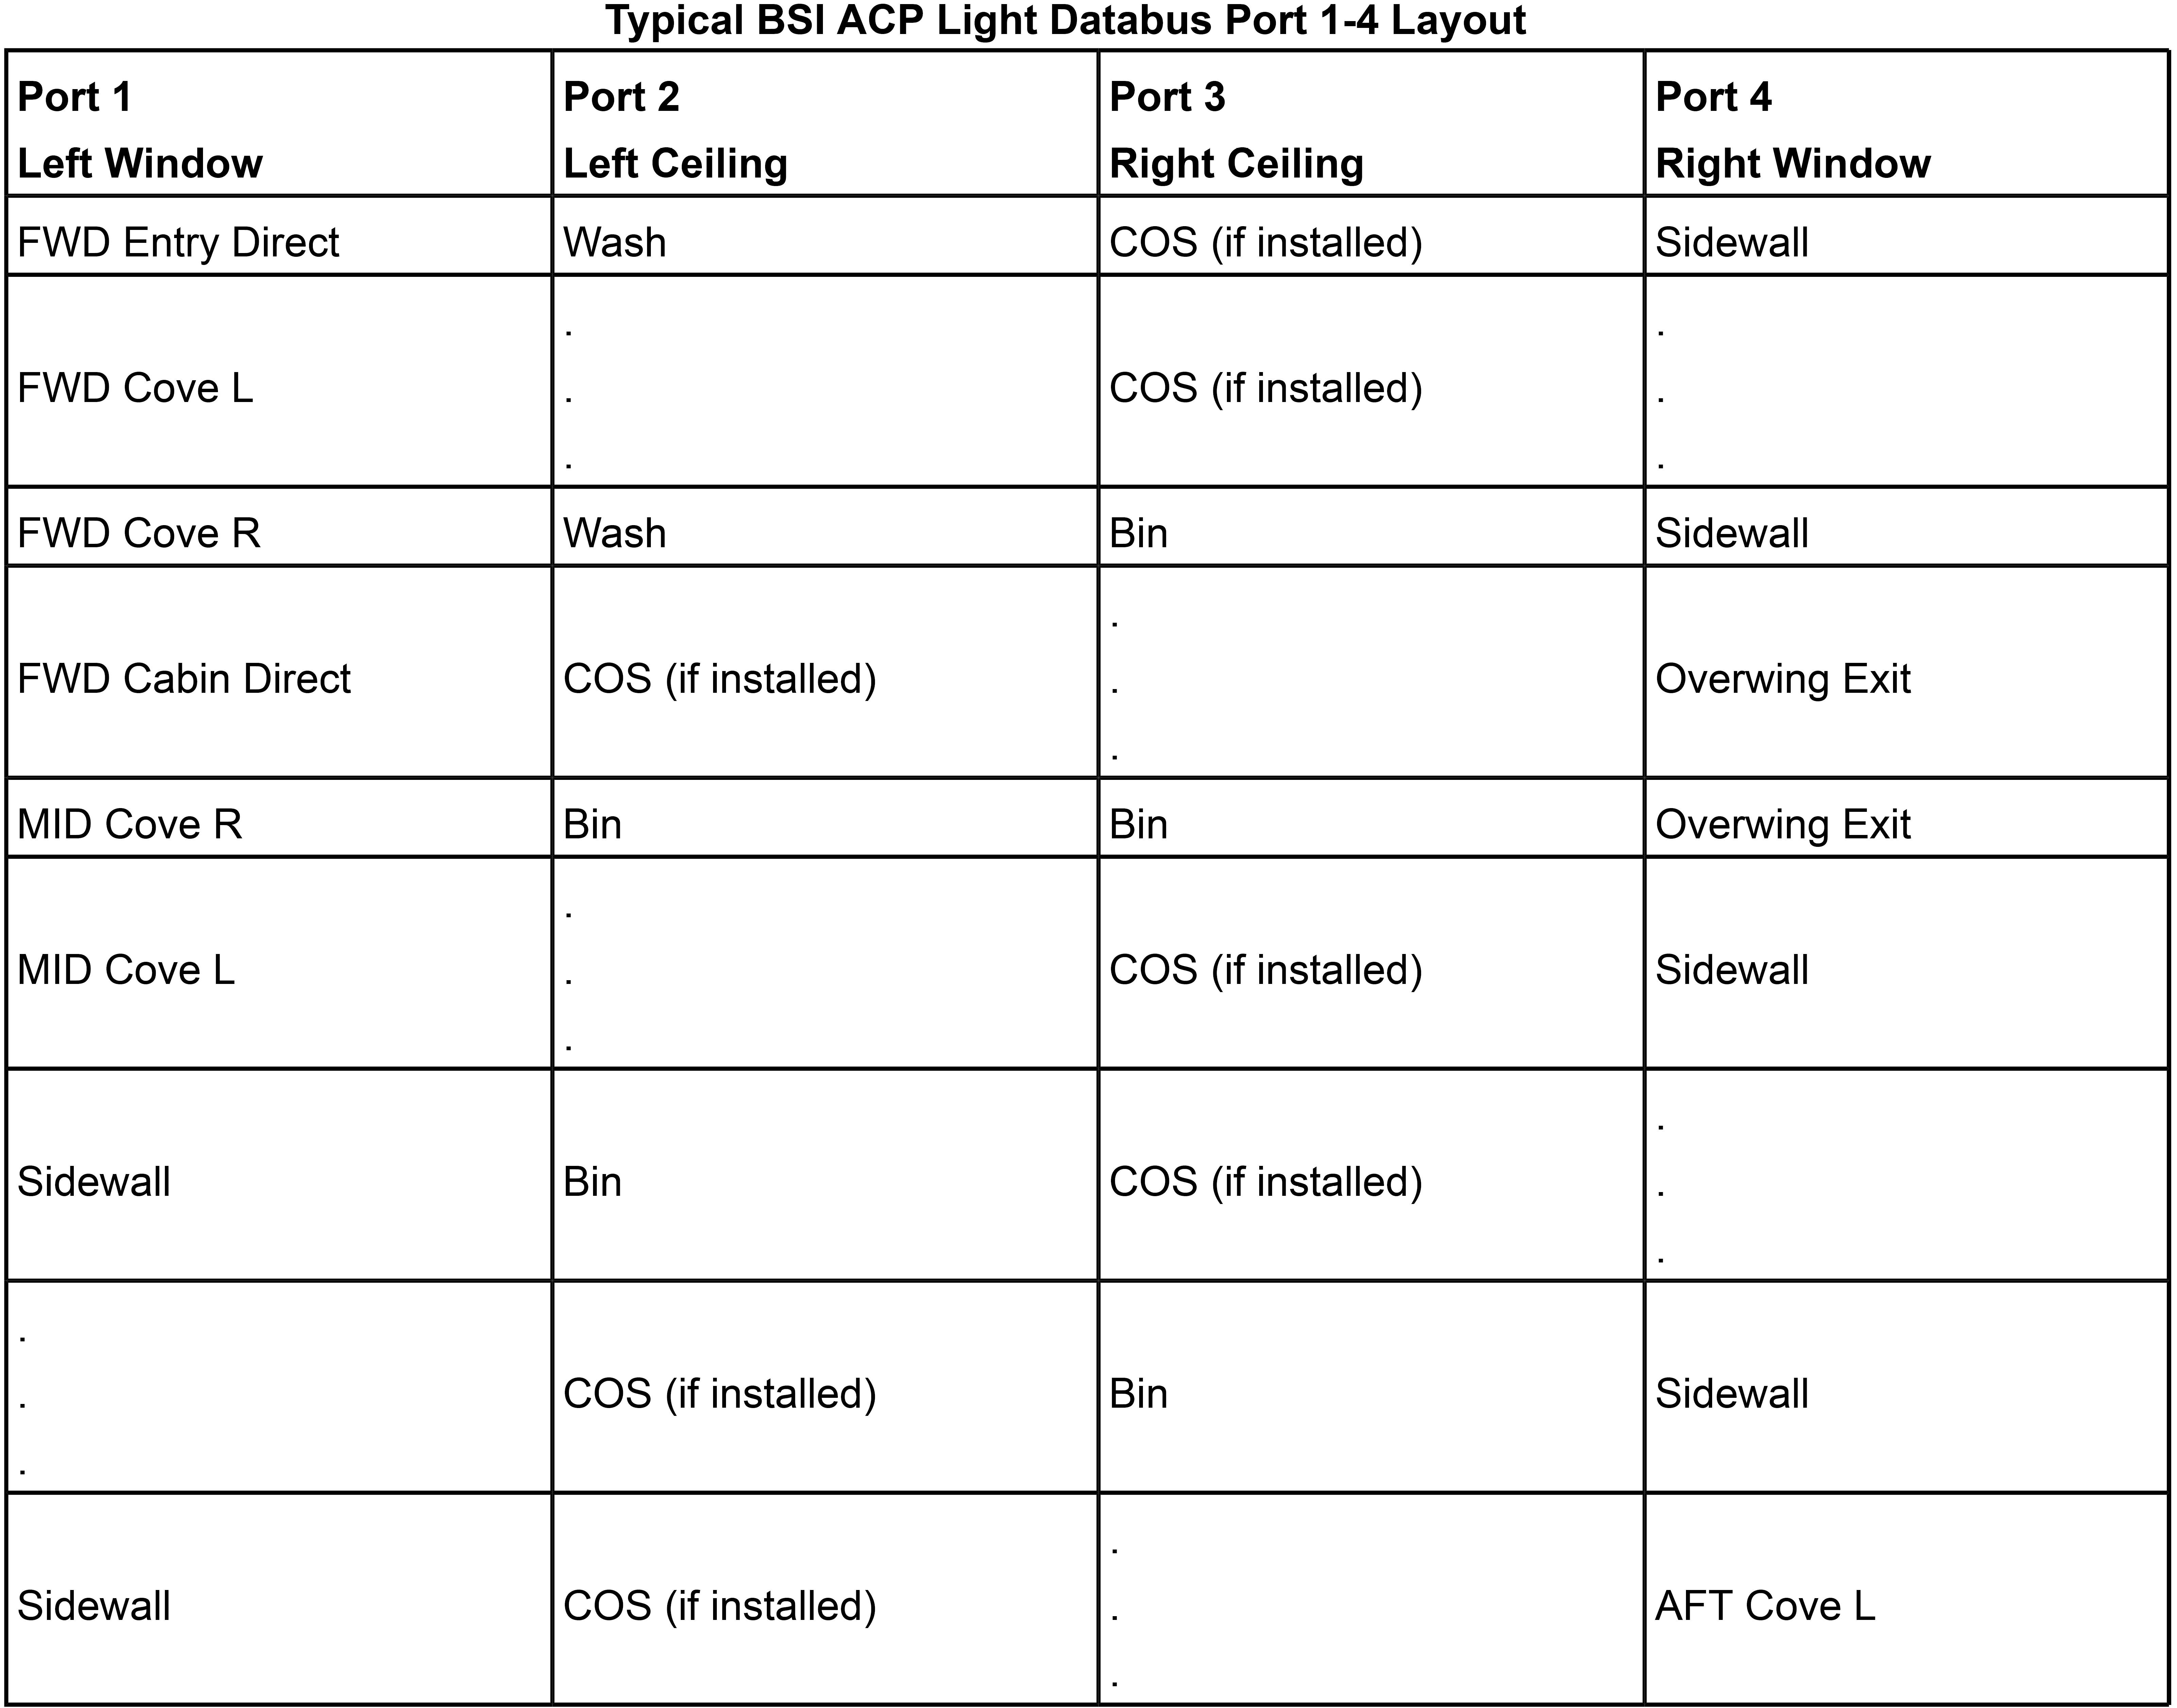 Typical BSI ACP Light Databus Port 1-4 Layout
Port 1 Port 2 Port 3 Port 4
Left Window Left Ceiling Right Ceiling Right Window
FWD Entry Direct Wash COS (if installed) Sidewall
. .
FWD Cove L . COS (if installed) .
. .
FWD Cove R Wash Bin Sidewall
.
FWD Cabin Direct COS (if installed) . Overwing Exit
.
MID Cove R Bin Bin Overwing Exit
.
MID Cove L . COS (if installed) Sidewall
.
.
Sidewall Bin COS (if installed) .
.
.
. COS (if installed) Bin Sidewall
.
.
Sidewall COS (if installed) . AFT Cove L
.